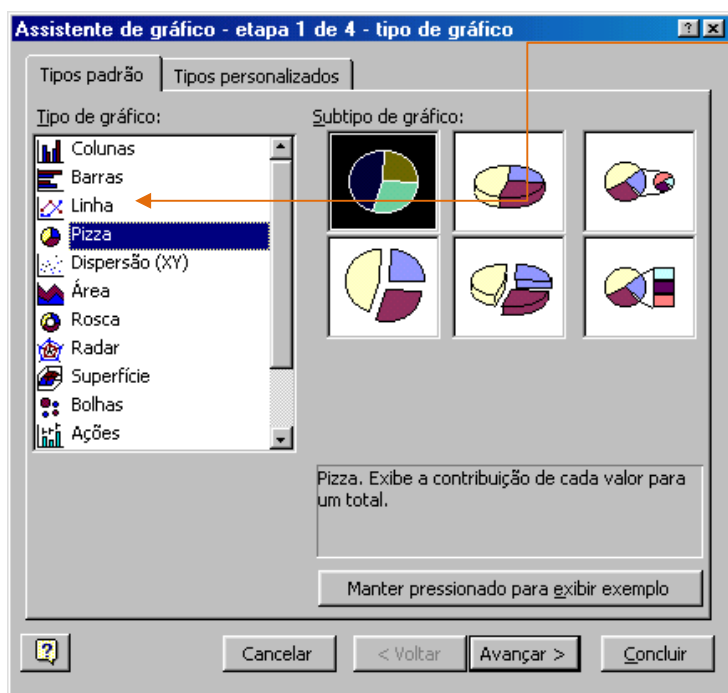 Assistente de gráfico - etapa 1 de 4 - tipo de gráfico
Tipos padrão
Tipos personalizados
Tipo de gráfico:
Colunas
Barras
Linha
Pizza
Dispersão (XY)
Área
Rosca
Radar
Superfície
Bolhas
Ações
Subtipo de gráfico:
Pizza. Exibe a contribuição de cada valor para
um total.
Manter pressionado para exibir exemplo
Cancelar
< Voltar
Avançar >
Concluir